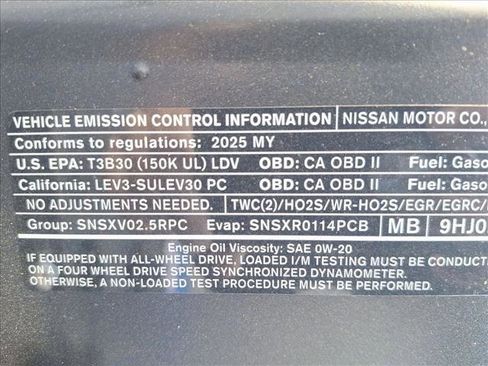 VEHICLE EMISSION CONTROL INFORMATION NISSAN MOTOR CO.,
Conforms to regulations: 2025 MY
U.S. EPA: T3B30 (150K UL) LDV OBD: CA OBD II Fuel: Gaso
California: LEV3-SULEV30 PC OBD: CA OBD II Fuel: Gaso
NO ADJUSTMENTS NEEDED. TWC(2)/HO2S/WR-HO2S/EGR/EGRC/
Group: SNSXV02.5RPC Evap: SNSXR0114PCB MB 9HJ0
Engine Oil Viscosity: SAE 0W-20
IF EQUIPPED WITH ALL-WHEEL DRIVE, LOADED I/M TESTING MUST BE CONDUCT
ON A FOUR WHEEL DRIVE SPEED SYNCHRONIZED DYNAMOMETER.
OTHERWISE, A NON-LOADED TEST PROCEDURE MUST BE PERFORMED.